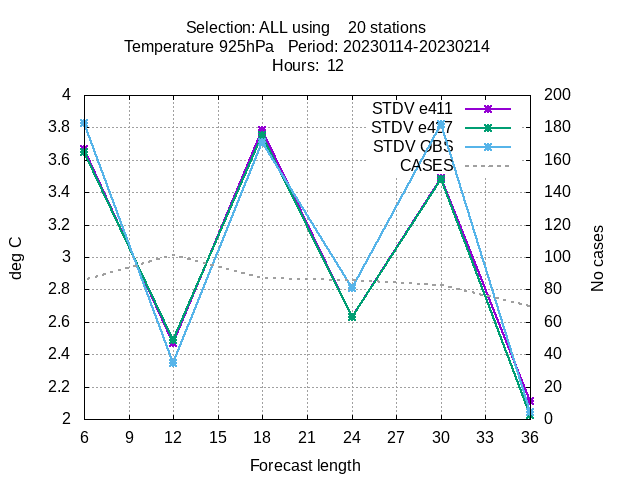 Selection: ALL using 20 stations
Temperature 925hPa Period: 20230114-20230214
Hours: 12
4
3.8
3.6
3.4
3.2
3
2.8
2.6
2.4
2.2
2
deg C
STDV e411
STDV OBS
CASES
200
180
160
140
120
100
80
60
40
20
0
No cases
6 9 12 15 18 21 24 27 30 33 36
Forecast length